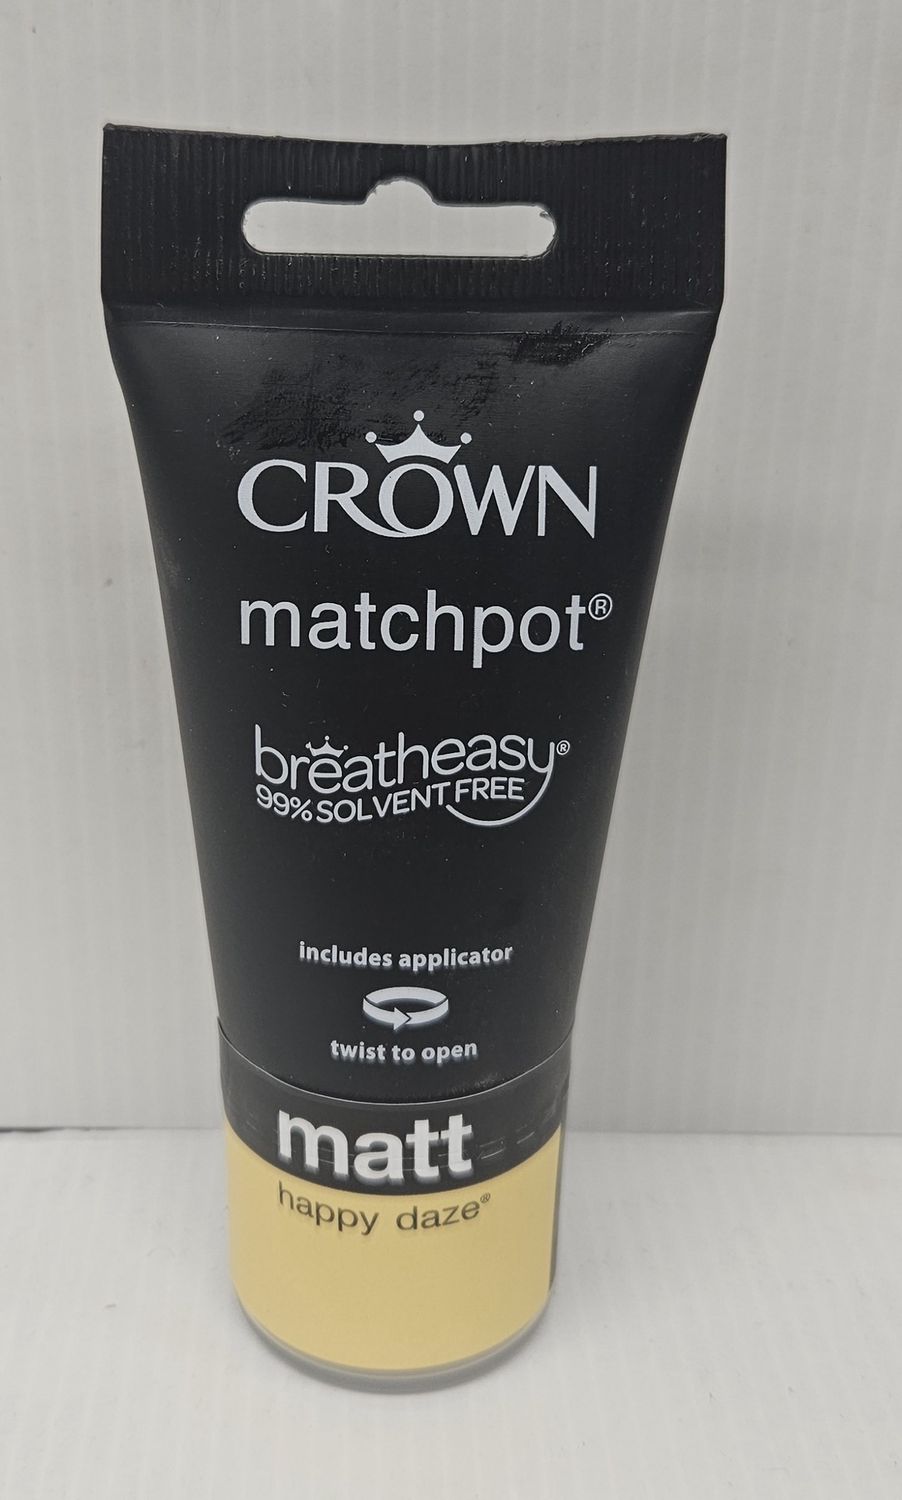 CROWN
matchpot®
breatheasy®
99% SOLVENT FREE
includes applicator
twist to open
matt
happy daze®